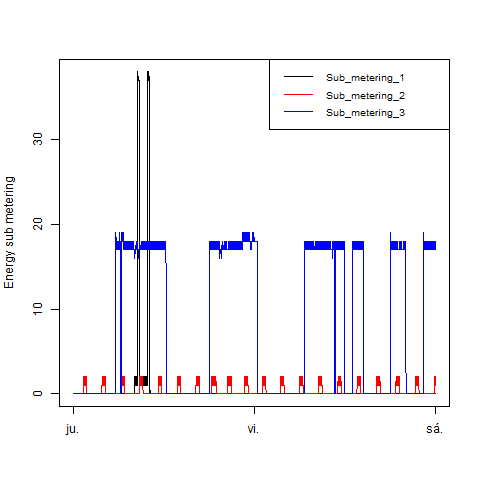 Sub_metering_1
Sub_metering_2
Sub_metering_3
Energy sub metering
30
20
10
0
ju.
vi.
sá.